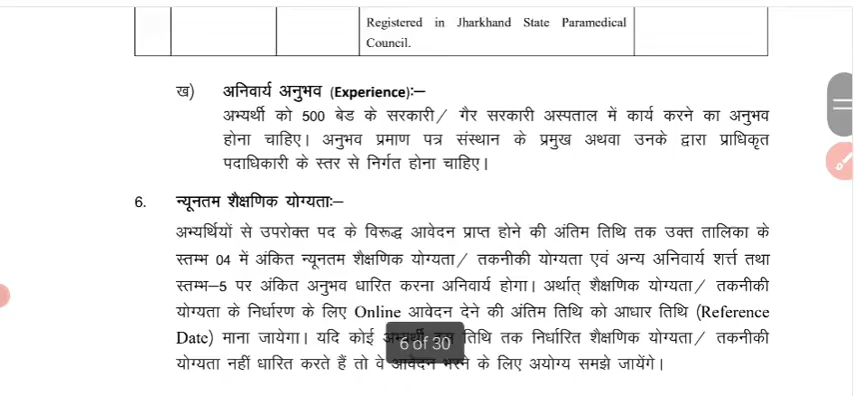 Registered in Jharkhand State Paramedical
Council.
ख) अनिवार्य अनुभव (Experience):–
अभ्यर्थी को 500 बेड के सरकारी/ गैर सरकारी अस्पताल में कार्य करने का अनुभव
होना चाहिए। अनुभव प्रमाण पत्र संस्थान के प्रमुख अथवा उनके द्वारा प्राधिकृत
पदाधिकारी के स्तर से निर्गत होना चाहिए।
6. न्यूनतम शैक्षणिक योग्यताः–
अभ्यर्थियों से उपरोक्त पद के विरूद्ध आवेदन प्राप्त होने की अंतिम तिथि तक उक्त तालिका के
स्तम्भ 04 में अंकित न्यूनतम शैक्षणिक योग्यता/ तकनीकी योग्यता एवं अन्य अनिवार्य शर्त्त तथा
स्तम्भ–5 पर अंकित अनुभव धारित करना अनिवार्य होगा। अर्थात् शैक्षणिक योग्यता/ तकनीकी
योग्यता के निर्धारण के लिए Online आवेदन देने की अंतिम तिथि को आधार तिथि (Reference
Date) माना जायेगा। यदि कोई तिथि तक निर्धारित शैक्षणिक योग्यता/ तकनीकी
6 of 30
योग्यता नहीं धारित करते हैं तो वे आवेदन भरने के लिए अयोग्य समझे जायेंगे।